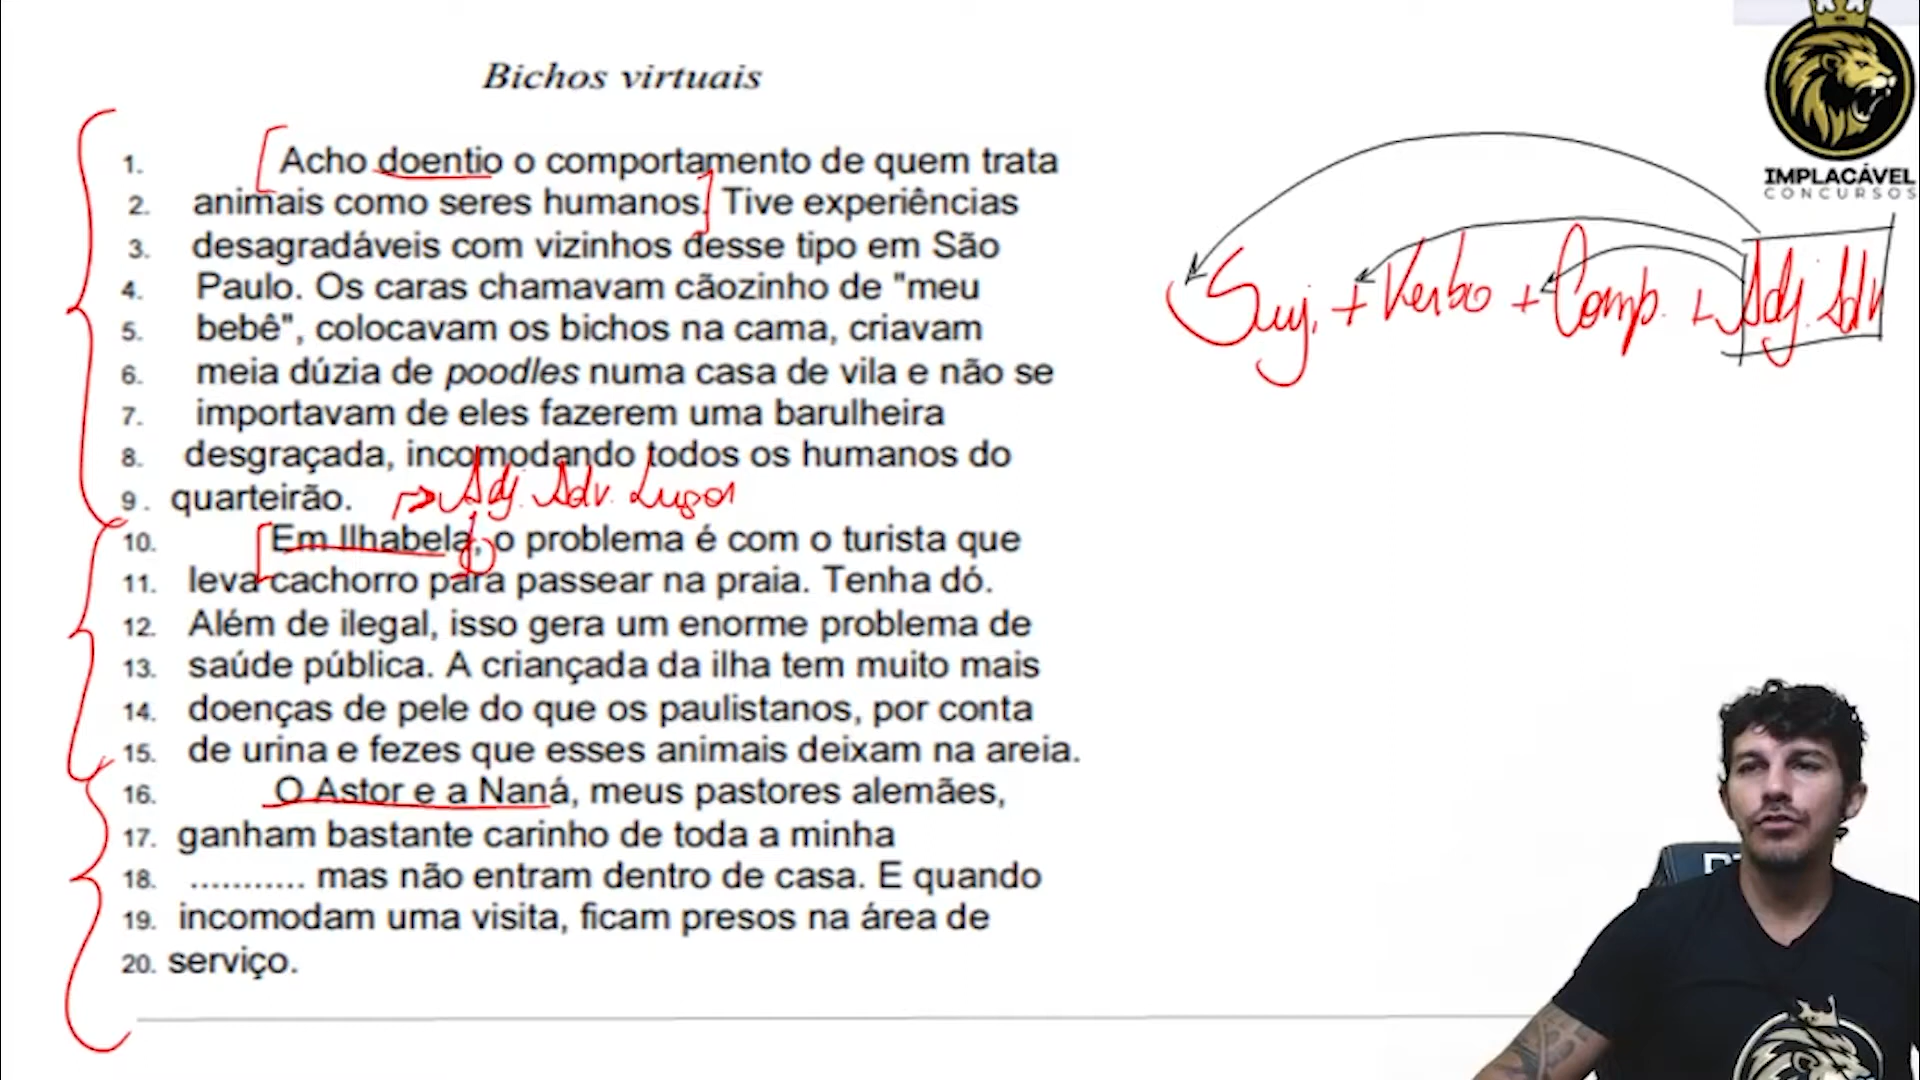 Bichos virtuais
1. Acho doentio o comportamento de quem trata
2. animais como seres humanos. Tive experiências
3. desagradáveis com vizinhos desse tipo em São
4. Paulo. Os caras chamavam cãozinho de "meu
5. bebê", colocavam os bichos na cama, criavam
6. meia dúzia de poodles numa casa de vila e não se
7. importavam de eles fazerem uma barulheira
8. desgraçada, incomodando todos os humanos do
9. quarteirão.
Adj. Adv. Lugar
10. Em Ilhabela, o problema é com o turista que
11. leva cachorro para passear na praia. Tenha dó.
12. Além de ilegal, isso gera um enorme problema de
13. saúde pública. A criançada da ilha tem muito mais
14. doenças de pele do que os paulistanos, por conta
15. de urina e fezes que esses animais deixam na areia.
16. O Astor e a Naná, meus pastores alemães,
17. ganham bastante carinho de toda a minha
18. ........... mas não entram dentro de casa. E quando
19. incomodam uma visita, ficam presos na área de
20. serviço.
IMPLACÁVEL
CONCURSOS
Suj. + Verbo + Comp. + Adj. Adv